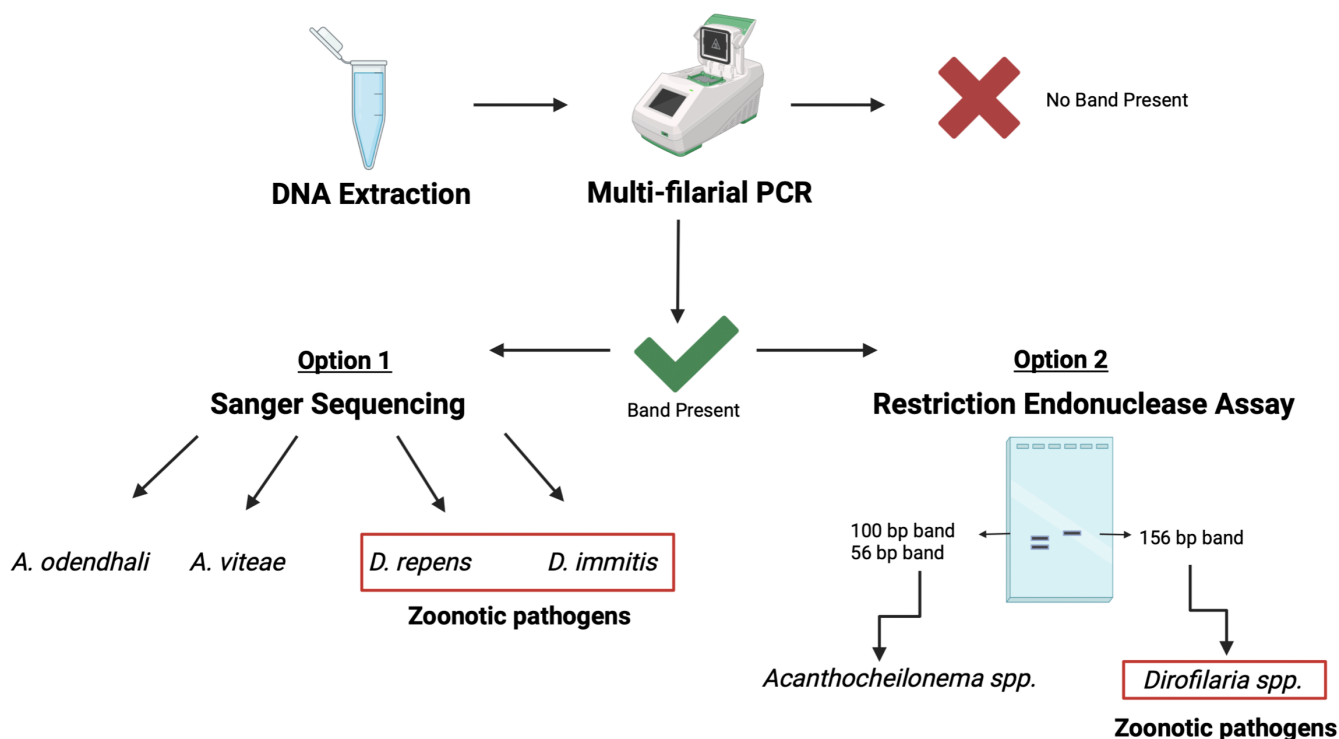 DNA Extraction
Multi-filarial PCR
No Band Present
Band Present
Option 1
Sanger Sequencing
A. odendhali
A. viteae
D. repens
D. immitis
Zoonotic pathogens
Option 2
Restriction Endonuclease Assay
100 bp band
56 bp band
156 bp band
Acanthocheilonema spp.
Dirofilaria spp.
Zoonotic pathogens